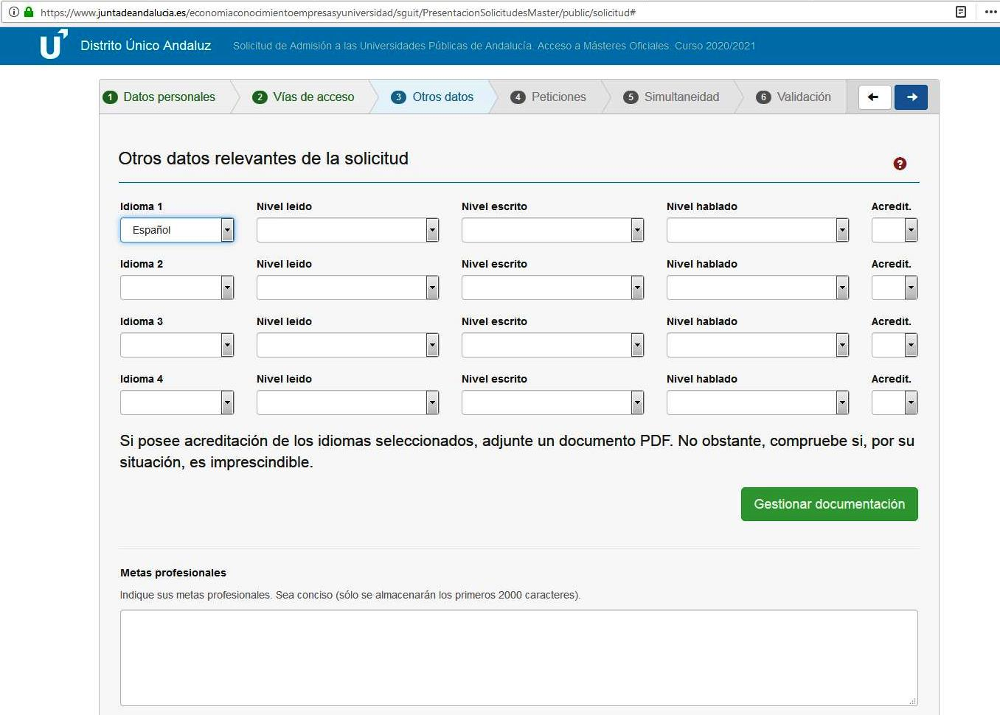 https://www.juntadeandalucia.es/economiaconocimientoempresasyuniversidad/sguit/PresentacionSolicitudesMaster/public/solicitud#
Distrito Único Andaluz Solicitud de Admisión a las Universidades Públicas de Andalucía. Acceso a Másteres Oficiales. Curso 2020/2021
1 Datos personales 2 Vías de acceso 3 Otros datos 4 Peticiones 5 Simultaneidad 6 Validación
Otros datos relevantes de la solicitud
?
Idioma 1 Nivel leido Nivel escrito Nivel hablado Acredit.
Español
Idioma 2 Nivel leido Nivel escrito Nivel hablado Acredit.
Idioma 3 Nivel leido Nivel escrito Nivel hablado Acredit.
Idioma 4 Nivel leido Nivel escrito Nivel hablado Acredit.
Si posee acreditación de los idiomas seleccionados, adjunte un documento PDF. No obstante, compruebe si, por su
situación, es imprescindible.
Gestionar documentación
Metas profesionales
Indique sus metas profesionales. Sea conciso (sólo se almacenarán los primeros 2000 caracteres).